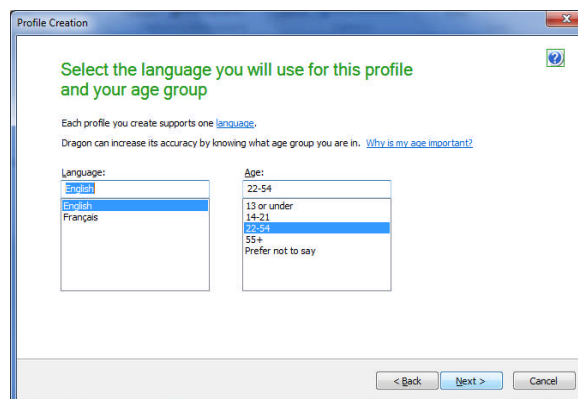 Profile Creation
Select the language you will use for this profile
and your age group
Each profile you create supports one language.
Dragon can increase its accuracy by knowing what age group you are in. Why is my age important?
Language:
English
English
Français
Age:
22-54
13 or under
14-21
22-54
55+
Prefer not to say
< Back
Next >
Cancel